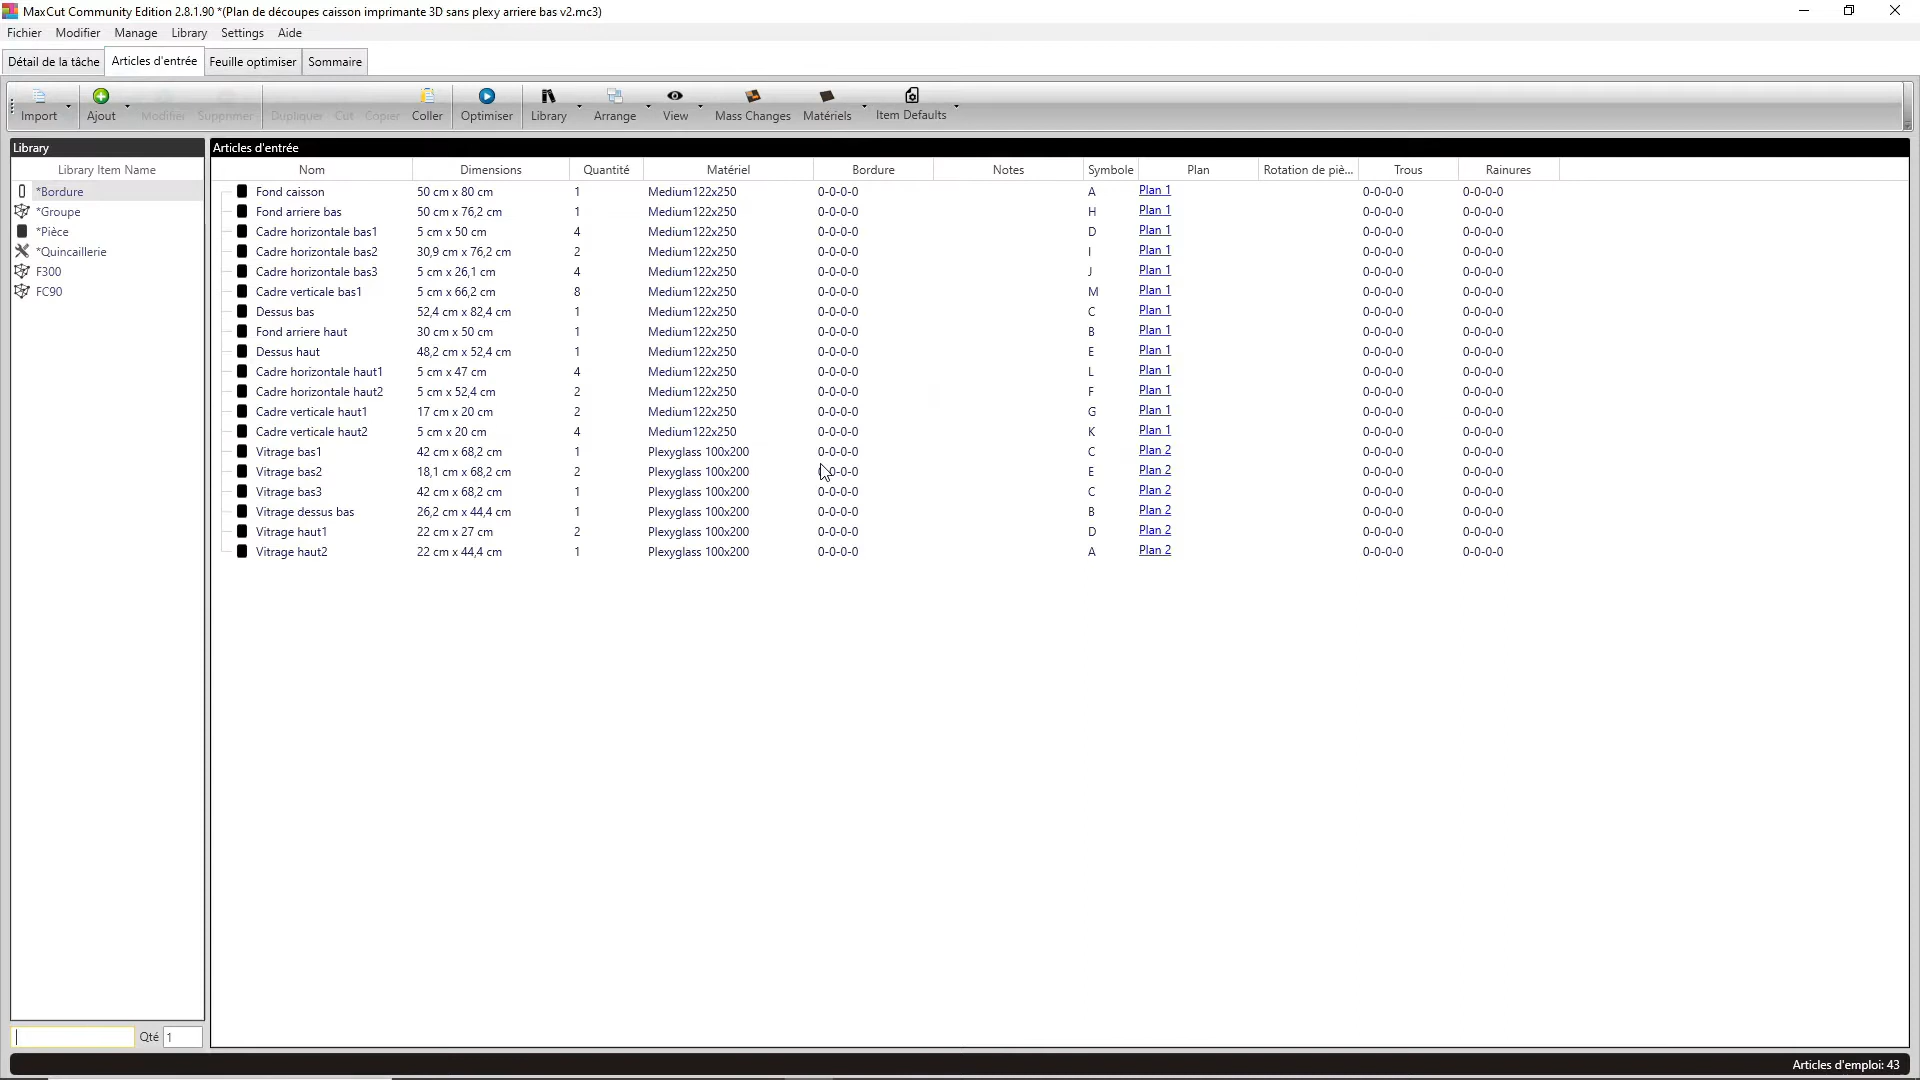 MaxCut Community Edition 2.8.1.90 *(Plan de découpes caisson imprimante 3D sans plexy arriere bas v2.mc3)
Fichier Modifier Manage Library Settings Aide
Détail de la tâche Articles d'entrée Feuille optimiser Sommaire
Import Ajout Modifier Supprimer Dupliquer Cut Copier Coller Optimiser Library Arrange View Mass Changes Matériels Item Defaults
Library
Library Item Name
*Bordure
*Groupe
*Pièce
*Quincaillerie
F300
FC90
Qté 1
Articles d'entrée
Nom Dimensions Quantité Matériel Bordure Notes Symbole Plan Rotation de piè... Trous Rainures
Fond caisson 50 cm x 80 cm 1 Medium122x250 0-0-0-0 A Plan 1 0-0-0-0 0-0-0-0
Fond arriere bas 50 cm x 76,2 cm 1 Medium122x250 0-0-0-0 H Plan 1 0-0-0-0 0-0-0-0
Cadre horizontale bas1 5 cm x 50 cm 4 Medium122x250 0-0-0-0 D Plan 1 0-0-0-0 0-0-0-0
Cadre horizontale bas2 30,9 cm x 76,2 cm 2 Medium122x250 0-0-0-0 I Plan 1 0-0-0-0 0-0-0-0
Cadre horizontale bas3 5 cm x 26,1 cm 4 Medium122x250 0-0-0-0 J Plan 1 0-0-0-0 0-0-0-0
Cadre verticale bas1 5 cm x 66,2 cm 8 Medium122x250 0-0-0-0 M Plan 1 0-0-0-0 0-0-0-0
Dessus bas 52,4 cm x 82,4 cm 1 Medium122x250 0-0-0-0 C Plan 1 0-0-0-0 0-0-0-0
Fond arriere haut 30 cm x 50 cm 1 Medium122x250 0-0-0-0 B Plan 1 0-0-0-0 0-0-0-0
Dessus haut 48,2 cm x 52,4 cm 1 Medium122x250 0-0-0-0 E Plan 1 0-0-0-0 0-0-0-0
Cadre horizontale haut1 5 cm x 47 cm 4 Medium122x250 0-0-0-0 L Plan 1 0-0-0-0 0-0-0-0
Cadre horizontale haut2 5 cm x 52,4 cm 2 Medium122x250 0-0-0-0 F Plan 1 0-0-0-0 0-0-0-0
Cadre verticale haut1 17 cm x 20 cm 2 Medium122x250 0-0-0-0 G Plan 1 0-0-0-0 0-0-0-0
Cadre verticale haut2 5 cm x 20 cm 4 Medium122x250 0-0-0-0 K Plan 1 0-0-0-0 0-0-0-0
Vitrage bas1 42 cm x 68,2 cm 1 Plexyglass 100x200 0-0-0-0 C Plan 2 0-0-0-0 0-0-0-0
Vitrage bas2 18,1 cm x 68,2 cm 2 Plexyglass 100x200 0-0-0-0 E Plan 2 0-0-0-0 0-0-0-0
Vitrage bas3 42 cm x 68,2 cm 1 Plexyglass 100x200 0-0-0-0 C Plan 2 0-0-0-0 0-0-0-0
Vitrage dessus bas 26,2 cm x 44,4 cm 1 Plexyglass 100x200 0-0-0-0 B Plan 2 0-0-0-0 0-0-0-0
Vitrage haut1 22 cm x 27 cm 2 Plexyglass 100x200 0-0-0-0 D Plan 2 0-0-0-0 0-0-0-0
Vitrage haut2 22 cm x 44,4 cm 1 Plexyglass 100x200 0-0-0-0 A Plan 2 0-0-0-0 0-0-0-0
Articles d'emploi: 43